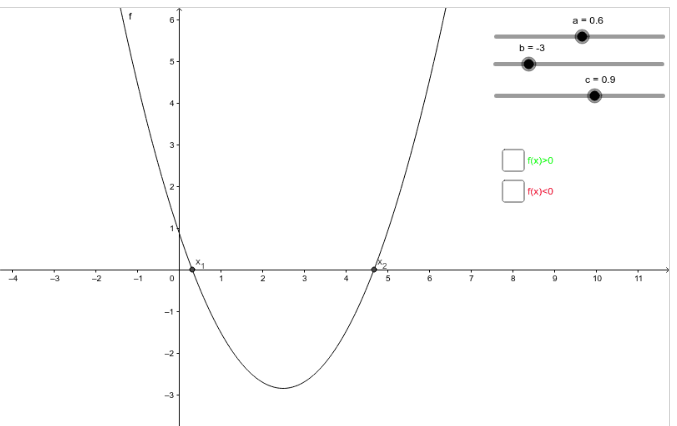 f
6
a = 0.6
b = -3
5
c = 0.9
4
3
f(x)>0
2
f(x)<0
1
x1
x2
−4 −3 −2 −1 0 1 2 3 4 5 6 7 8 9 10 11
−1
−2
−3